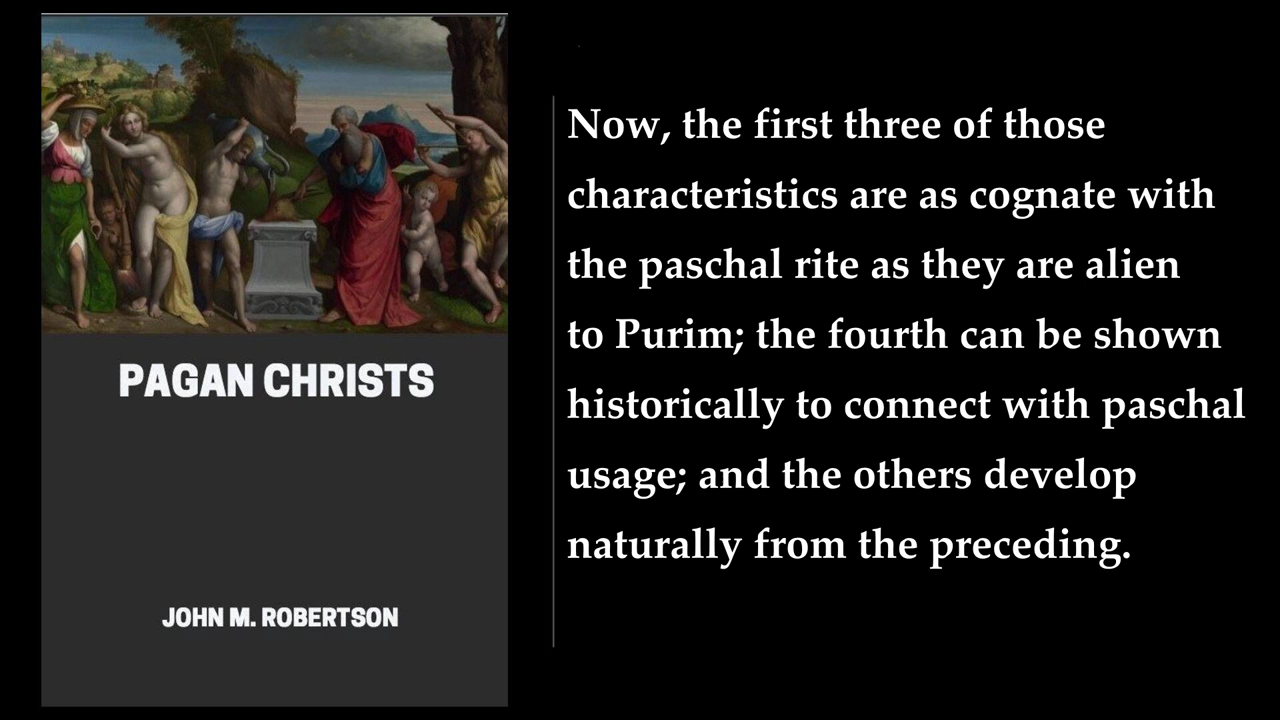 PAGAN CHRISTS
JOHN M. ROBERTSON
Now, the first three of those
characteristics are as cognate with
the paschal rite as they are alien
to Purim; the fourth can be shown
historically to connect with paschal
usage; and the others develop
naturally from the preceding.